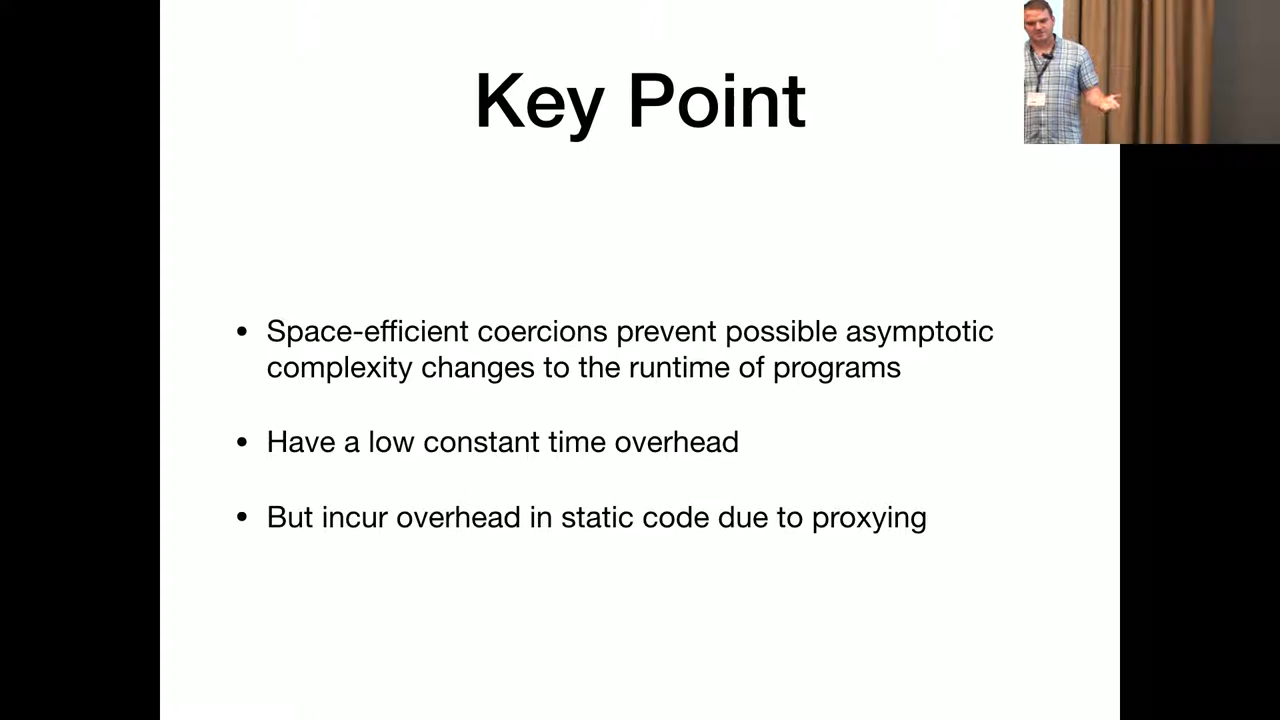 Key Point
• Space-efficient coercions prevent possible asymptotic
complexity changes to the runtime of programs
• Have a low constant time overhead
• But incur overhead in static code due to proxying